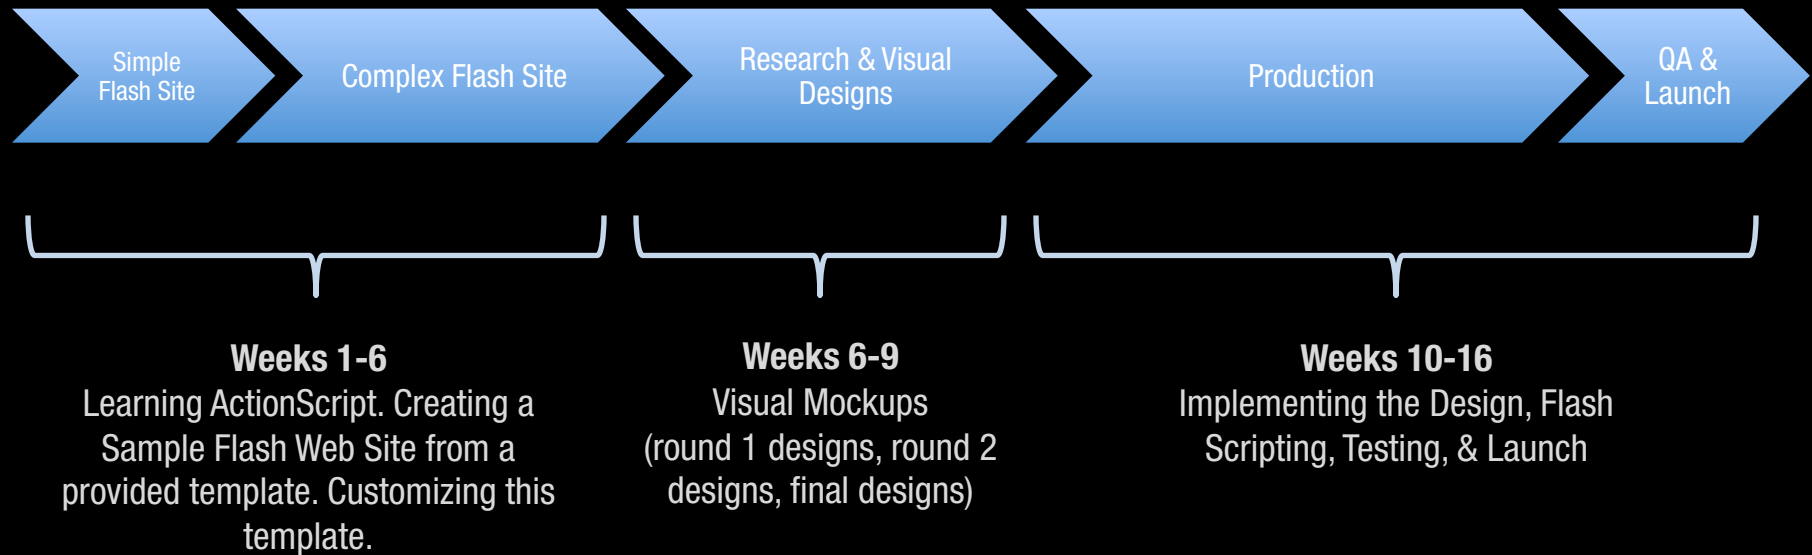 Simple
Flash Site
Complex Flash Site
Research & Visual
Designs
Production
QA &
Launch
Weeks 1-6
Learning ActionScript. Creating a
Sample Flash Web Site from a
provided template. Customizing this
template.
Weeks 6-9
Visual Mockups
(round 1 designs, round 2
designs, final designs)
Weeks 10-16
Implementing the Design, Flash
Scripting, Testing, & Launch